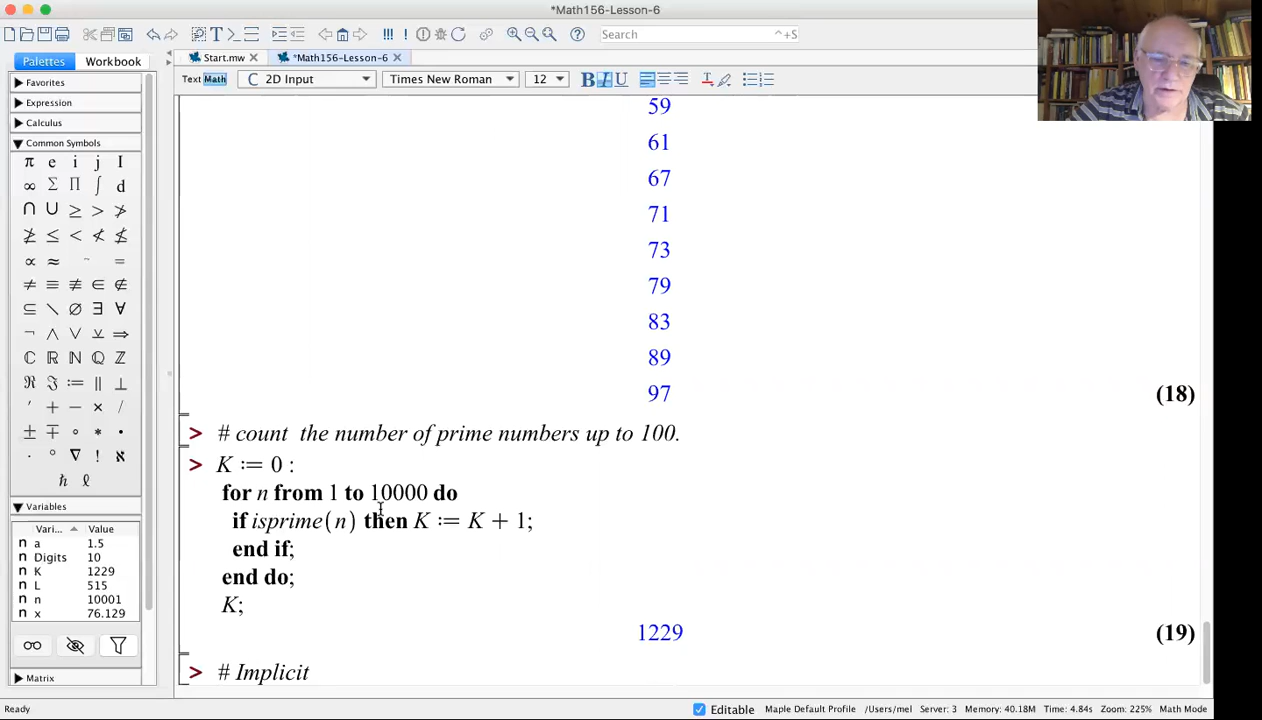 *Math156-Lesson-6
Search
Palettes Workbook
Start.mw *Math156-Lesson-6
Text Math C 2D Input Times New Roman 12 B I U
Favorites
Expression
Calculus
Common Symbols
π e i j I
∞ Σ Π ∫ d
∩ ∪ ≥ > ≯
≱ ≤ < ≮ ≰
∝ ≈ ~ =
≠ ≡ ≢ ∈ ∉
⊆ ∖ ∅ ∃ ∀
¬ ∧ ∨ ⊻ ⇒
ℂ ℝ ℕ ℚ ℤ
ℜ ℑ := ∥ ⊥
′ + − × /
± ∓ ∘ * •
· ° ∇ ! ℵ
ℏ ℓ
Variables
Vari... Value
n a 1.5
n Digits 10
n K 1229
n L 515
n n 10001
n x 76.129
Matrix
59
61
67
71
73
79
83
89
97 (18)
> # count the number of prime numbers up to 100.
> K := 0 :
for n from 1 to 10000 do
if isprime(n) then K := K + 1;
end if;
end do;
K;
1229 (19)
> # Implicit
Ready Editable Maple Default Profile /Users/mel Server: 3 Memory: 40.18M Time: 4.84s Zoom: 225% Math Mode